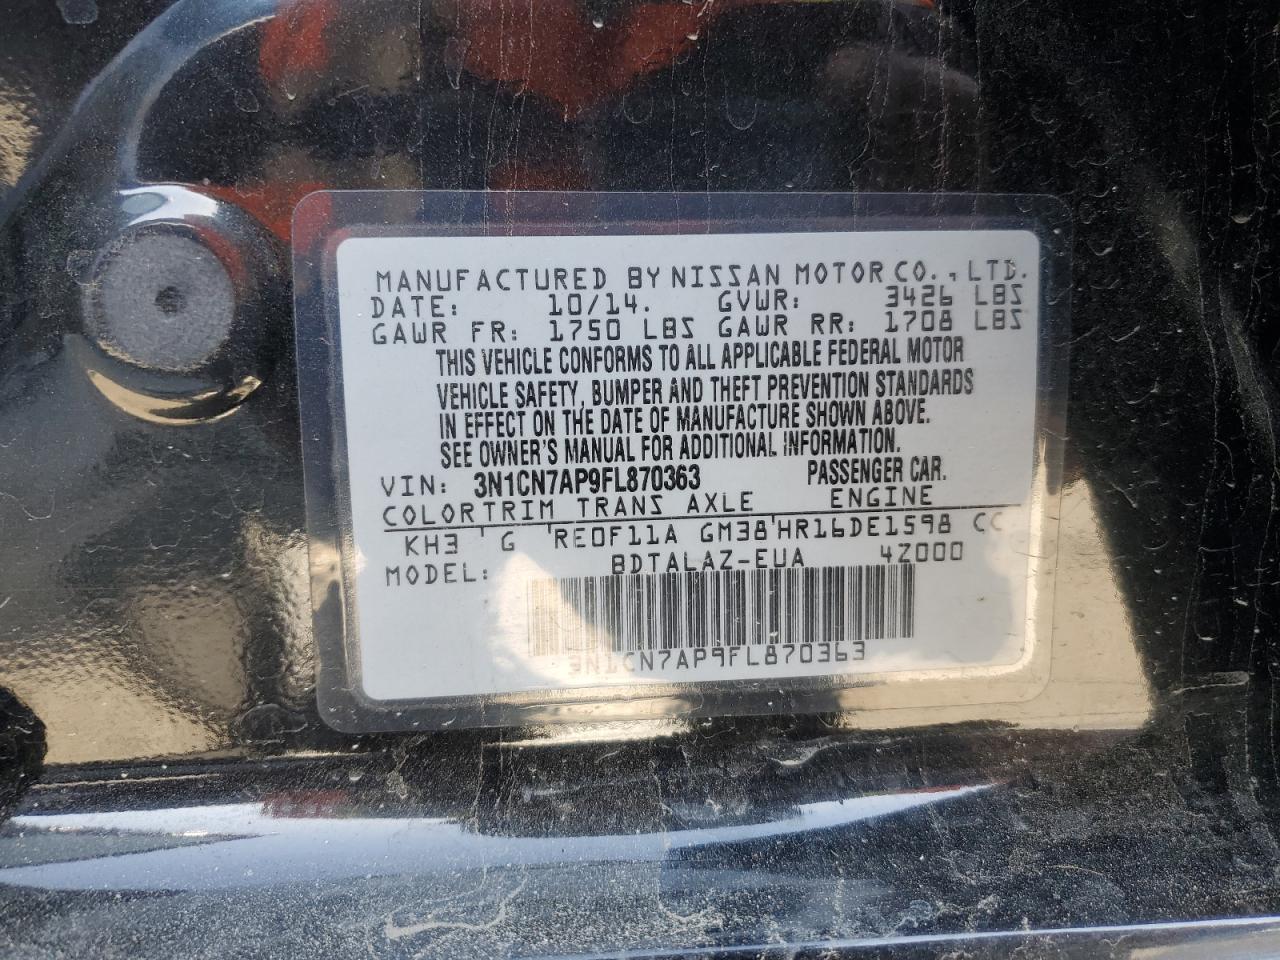 MANUFACTURED BY NISSAN MOTOR CO., LTD.
DATE: 10/14. GVWR: 3426 LBS
GAWR FR: 1750 LBS GAWR RR: 1708 LBS
THIS VEHICLE CONFORMS TO ALL APPLICABLE FEDERAL MOTOR
VEHICLE SAFETY, BUMPER AND THEFT PREVENTION STANDARDS
IN EFFECT ON THE DATE OF MANUFACTURE SHOWN ABOVE.
SEE OWNER'S MANUAL FOR ADDITIONAL INFORMATION.
VIN: 3N1CN7AP9FL870363 PASSENGER CAR.
COLORTRIM TRANS AXLE ENGINE
KH3 ' G 'RE0F11A GM38'HR16DE1598 CC
MODEL: BDTALAZ-EUA 4Z000
3N1CN7AP9FL870363